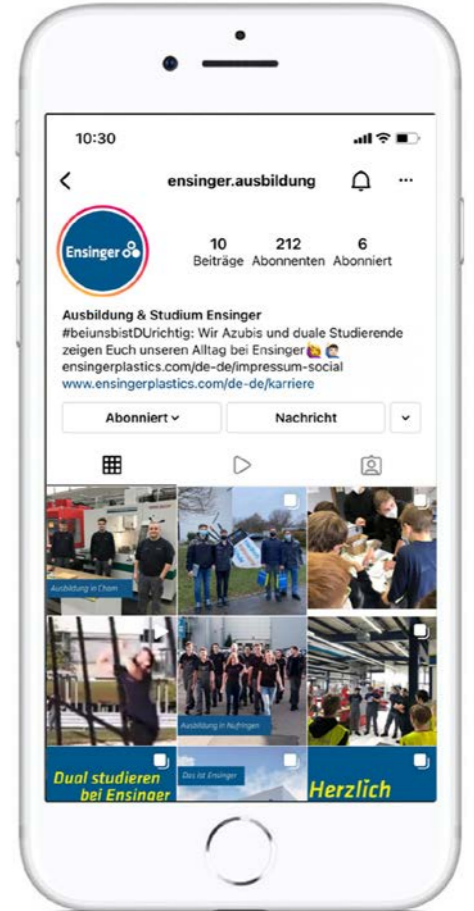 10:30
ensinger.ausbildung
Ensinger
10 212 6
Beiträge Abonnenten Abonniert
Ausbildung & Studium Ensinger
#beiunsbistDUrichtig: Wir Azubis und duale Studierende
zeigen Euch unseren Alltag bei Ensinger🙋 🧑
ensingerplastics.com/de-de/impressum-social
www.ensingerplastics.com/de-de/karriere
Abonniert Nachricht
Ausbildung in Cham
Ausbildung in Nufringen
Dual studieren
bei Ensinger
Das ist Ensinger
Herzlich